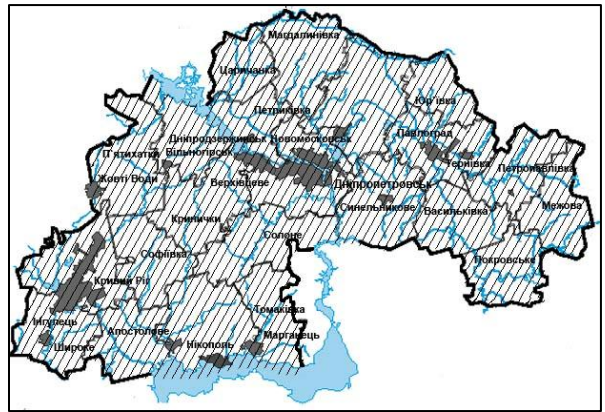 Магдалинівка
Царичанка
Юр'ївка
Петриківка
Дніпродзержинськ Новомосковськ
Павлоград
Вільногірськ
П'ятихатки
Тернівка
Петропавлівка
Жовті Води
Верхівцеве
Дніпропетровськ
Синельникове
Васильківка
Межова
Кринички
Солоне
Софіївка
Покровське
Кривий Ріг
Томаківка
Інгулець
Апостолове
Широке
Нікополь
Марганець